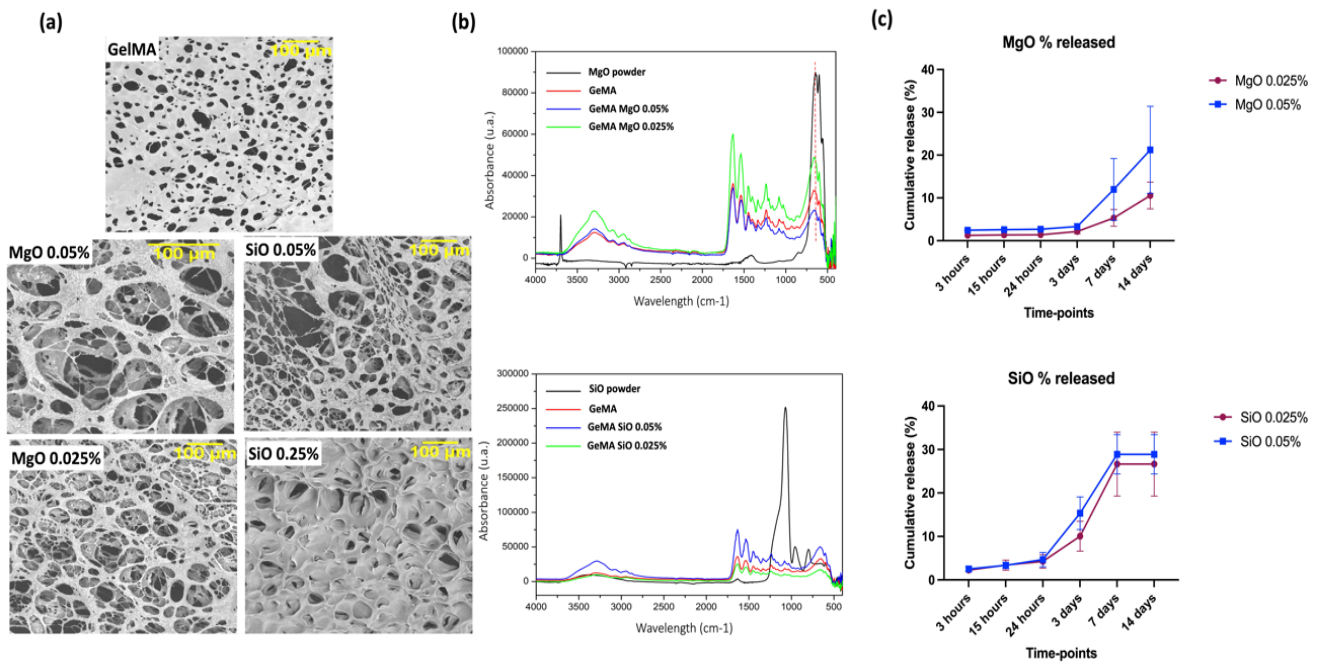 (a)
GelMA
100 μm
MgO 0.05%
100 μm
SiO 0.05%
100 μm
MgO 0.025%
100 μm
SiO 0.25%
100 μm
(b)
MgO powder
GeMA
GeMA MgO 0.05%
GeMA MgO 0.025%
Absorbance (u.a.)
100000
80000
60000
40000
20000
0
4000 3500 3000 2500 2000 1500 1000 500
Wavelength (cm-1)
SiO powder
GeMA
GeMA SiO 0.05%
GeMA SiO 0.025%
Absorbance (u.a.)
300000
250000
200000
150000
100000
50000
0
4000 3500 3000 2500 2000 1500 1000 500
Wavelength (cm-1)
(c)
MgO % released
Cumulative release (%)
40
30
20
10
0
3 hours
15 hours
24 hours
3 days
7 days
14 days
Time-points
MgO 0.025%
MgO 0.05%
SiO % released
Cumulative release (%)
40
30
20
10
0
3 hours
15 hours
24 hours
3 days
7 days
14 days
Time-points
SiO 0.025%
SiO 0.05%